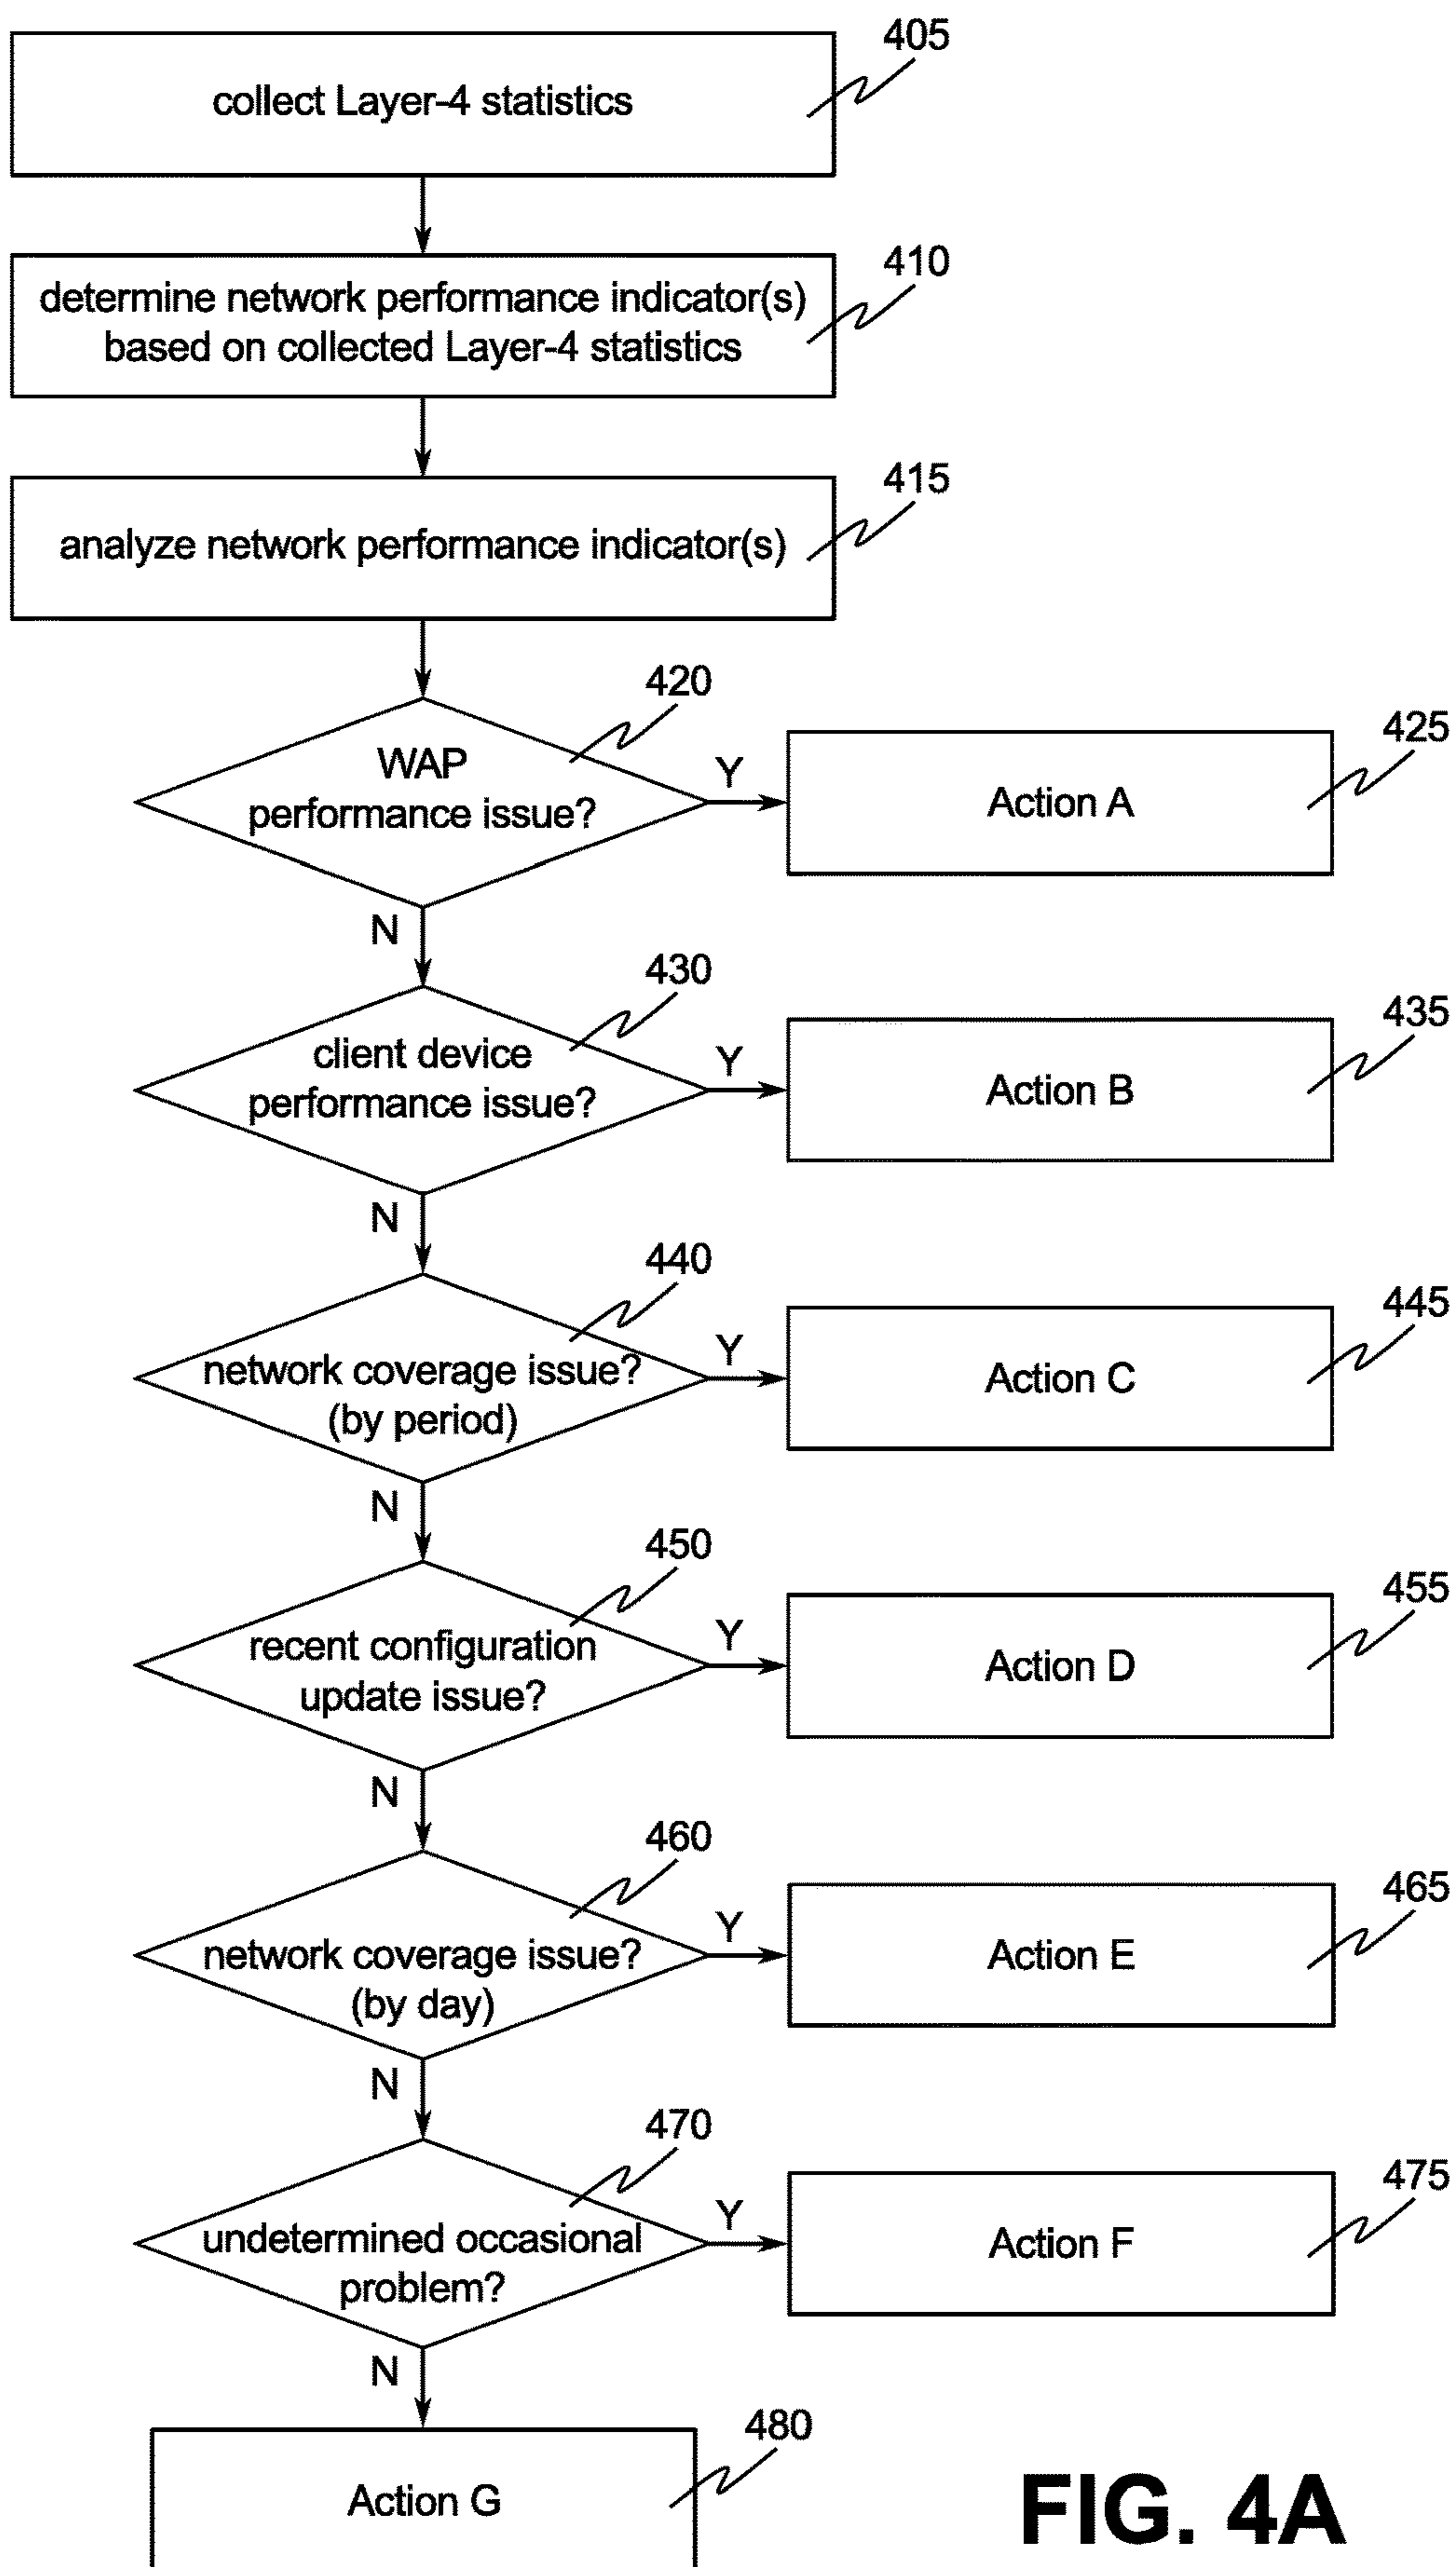 405
collect Layer-4 statistics
410
determine network performance indicator(s)
based on collected Layer-4 statistics
415
analyze network performance indicator(s)
420
WAP
performance issue?
Y
425
Action A
N
430
client device
performance issue?
Y
435
Action B
N
440
network coverage issue?
(by period)
Y
445
Action C
N
450
recent configuration
update issue?
Y
455
Action D
N
460
network coverage issue?
(by day)
Y
465
Action E
N
470
undetermined occasional
problem?
Y
475
Action F
N
480
Action G
FIG. 4A